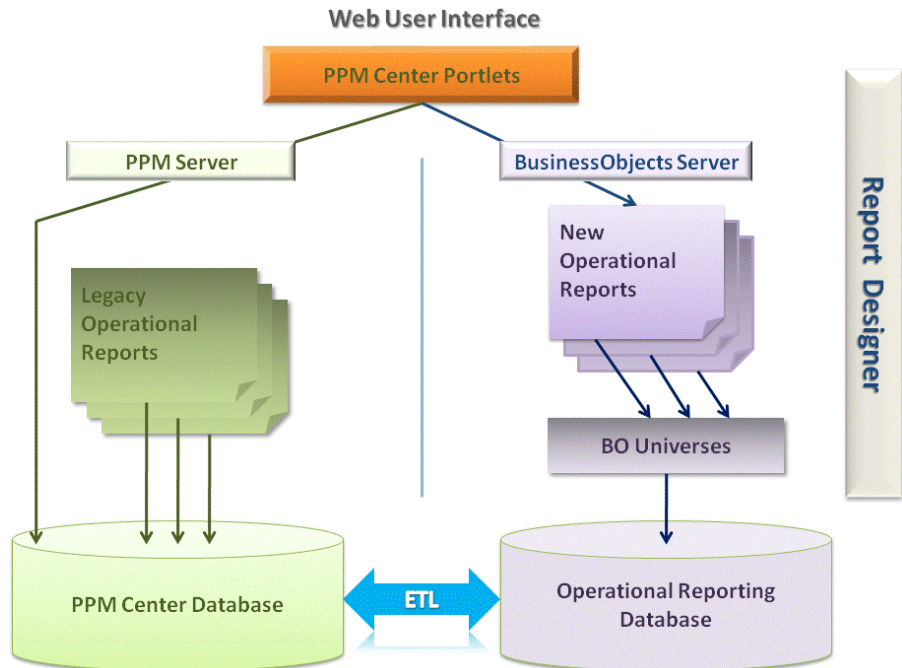 Web User Interface
PPM Center Portlets
PPM Server
BusinessObjects Server
Legacy
Operational
Reports
New
Operational
Reports
BO Universes
Report Designer
PPM Center Database
ETL
Operational Reporting
Database